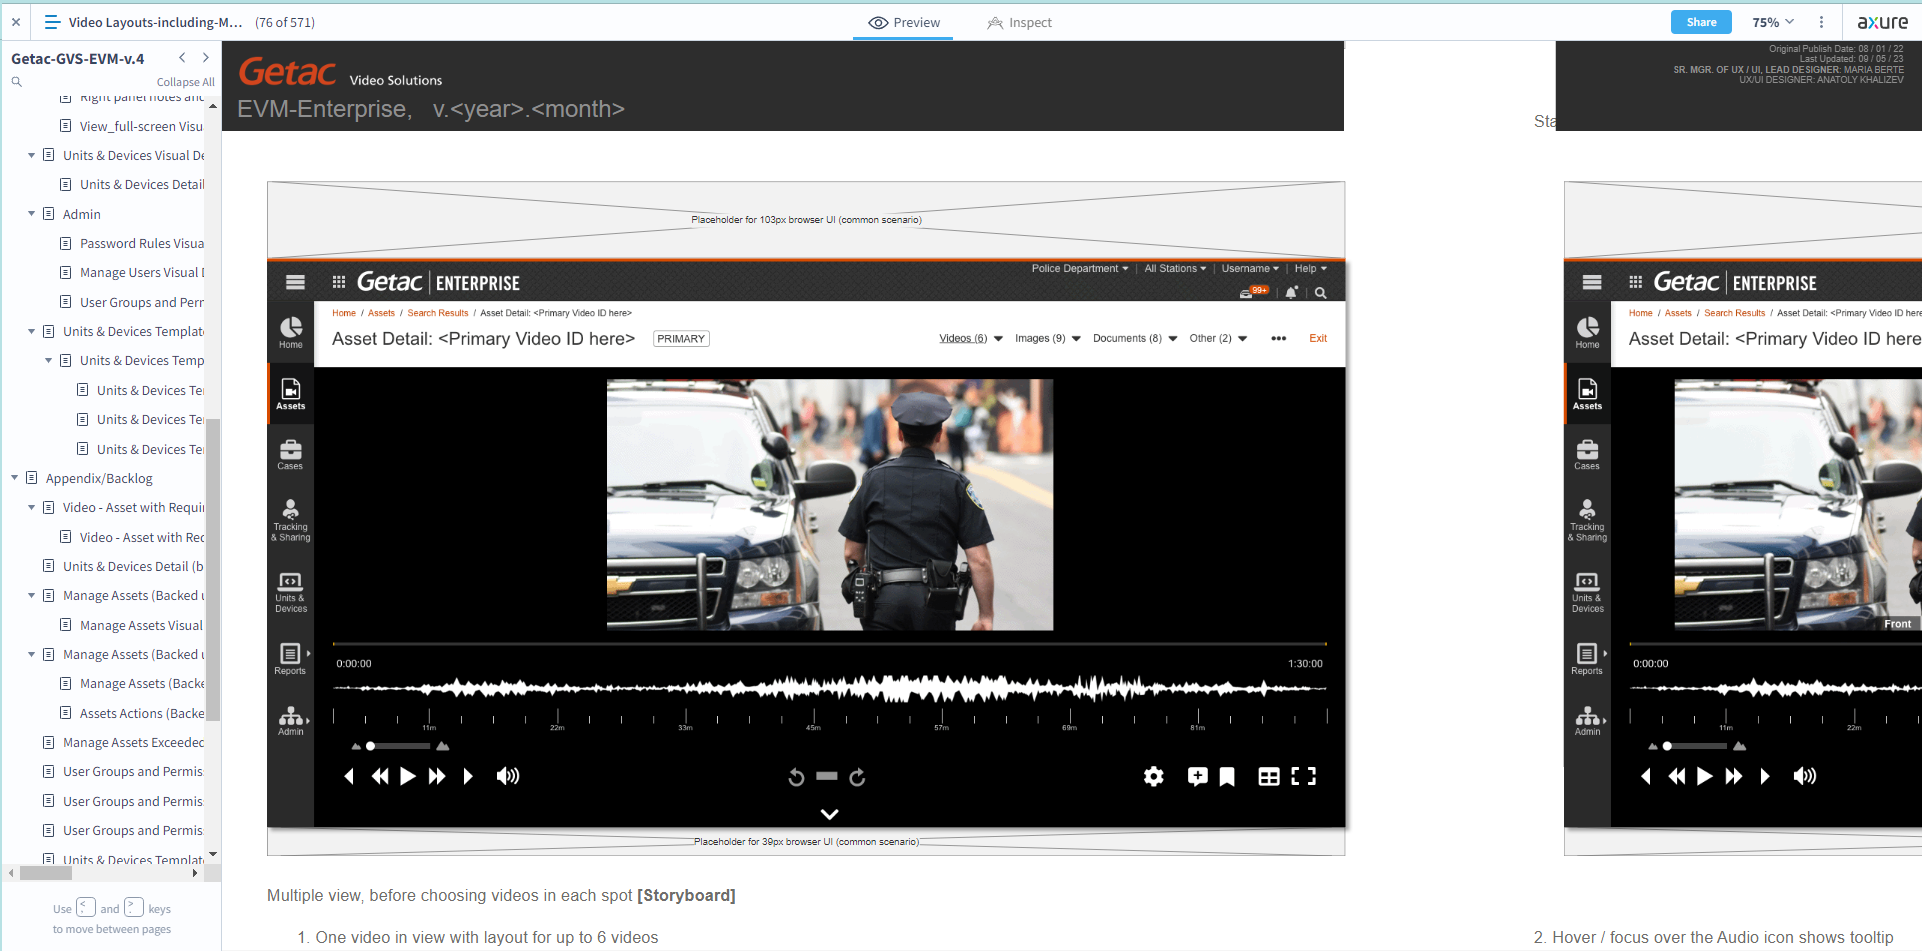 Video Layouts-including-M... (76 of 571)
Preview
Inspect
Share
75%
axure
Getac-GVS-EVM-v.4
Collapse All
Right panel notes and
View_full-screen Visu
Units & Devices Visual De
Units & Devices Detail
Admin
Password Rules Visua
Manage Users Visual D
User Groups and Perr
Units & Devices Template
Units & Devices Temp
Units & Devices Te
Units & Devices Te
Units & Devices Te
Appendix/Backlog
Video - Asset with Requi
Video - Asset with Rec
Units & Devices Detail (b
Manage Assets (Backed u
Manage Assets Visual
Manage Assets (Backed u
Manage Assets (Backe
Assets Actions (Backe
Manage Assets Exceeded
User Groups and Permis
User Groups and Permis
User Groups and Permis
Units & Devices Template
Use < , and > . keys
to move between pages
Getac Video Solutions
EVM-Enterprise, v.<year>.<month>
Original Publish Date: 08 / 01 / 22
Last Updated: 09 / 05 / 23
SR. MGR. OF UX / UI, LEAD DESIGNER: MARIA BERTE
UX/UI DESIGNER: ANATOLY KHALIZEV
Sta
Placeholder for 103px browser UI (common scenario)
Getac ENTERPRISE
Police Department | All Stations | Username | Help
99+
Home / Assets / Search Results / Asset Detail: <Primary Video ID here>
Asset Detail: <Primary Video ID here> PRIMARY
Videos (6) Images (9) Documents (8) Other (2) ••• Exit
Home
Assets
Cases
Tracking
& Sharing
Units &
Devices
Reports
Admin
0:00:00 1:30:00
11m 22m 33m 45m 57m 69m 81m
Placeholder for 39px browser UI (common scenario)
Multiple view, before choosing videos in each spot [Storyboard]
1. One video in view with layout for up to 6 videos
Getac ENTERPRISE
Home / Assets / Search Results / Asset Detail: <Primary Video ID here
Asset Detail: <Primary Video ID here
Home
Assets
Cases
Tracking
& Sharing
Units &
Devices
Reports
Admin
Front
0:00:00
11m 22m
2. Hover / focus over the Audio icon shows tooltip